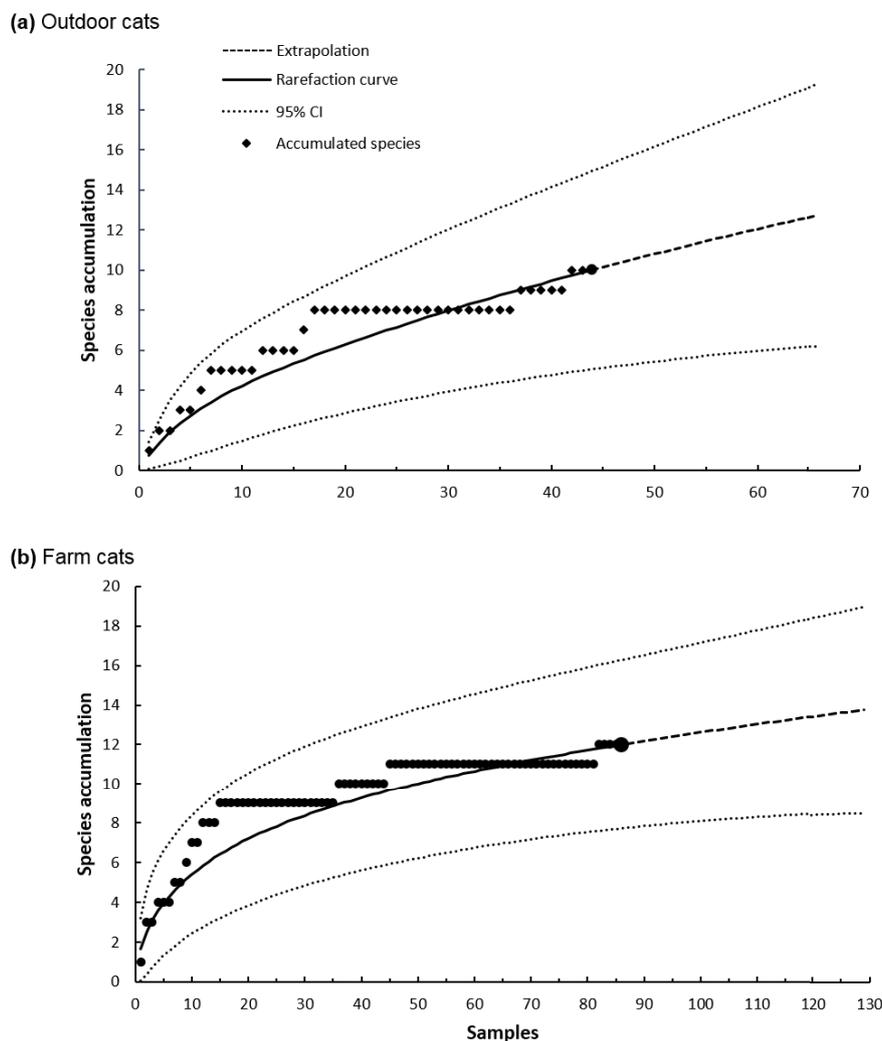 (a) Outdoor cats
Extrapolation
Rarefaction curve
95% CI
Accumulated species
Species accumulation
20
18
16
14
12
10
8
6
4
2
0
0 10 20 30 40 50 60 70
(b) Farm cats
Species accumulation
20
18
16
14
12
10
8
6
4
2
0
0 10 20 30 40 50 60 70 80 90 100 110 120 130
Samples